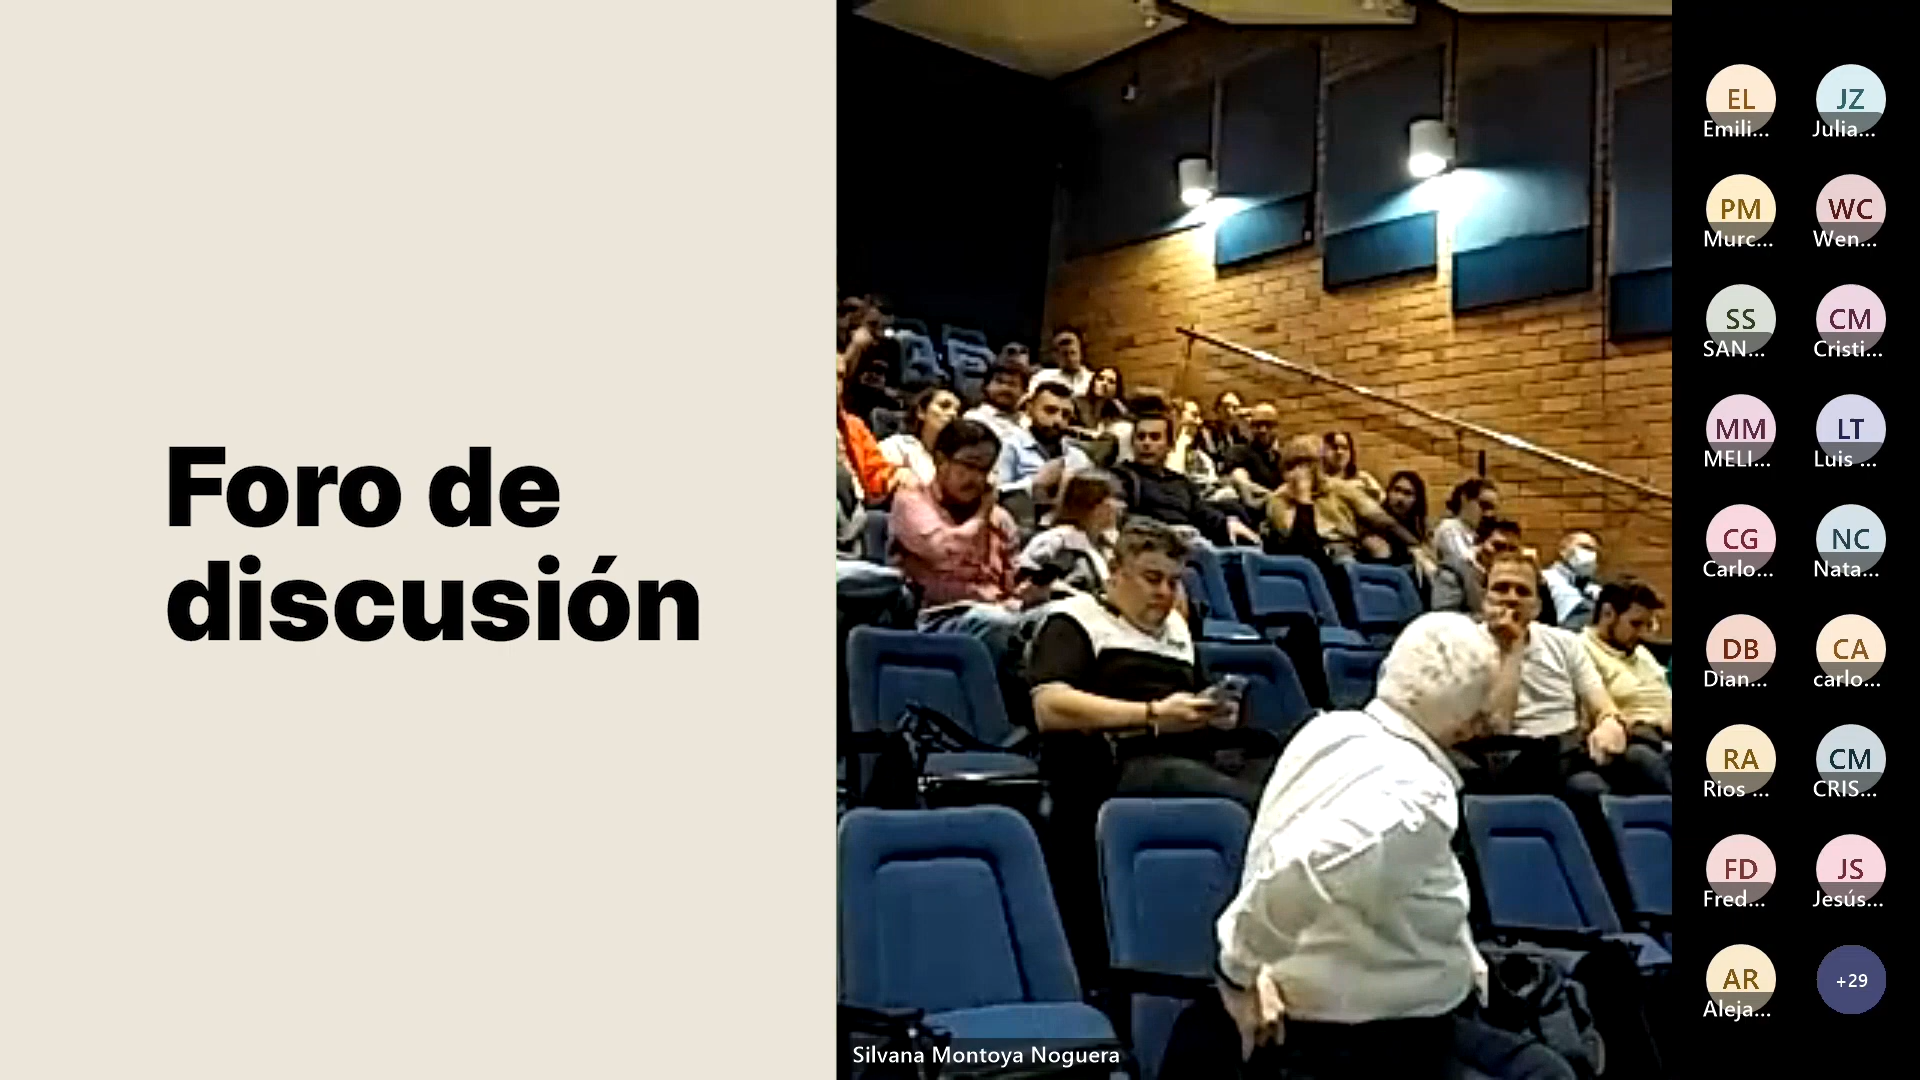 Foro de
discusión
Silvana Montoya Noguera
EL
Emili...
JZ
Julia...
PM
Murc...
WC
Wen...
SS
SAN...
CM
Cristi...
MM
MELI...
LT
Luis ...
CG
Carlo...
NC
Nata...
DB
Dian...
CA
carlo...
RA
Rios ...
CM
CRIS...
FD
Fred...
JS
Jesús...
AR
Aleja...
+29